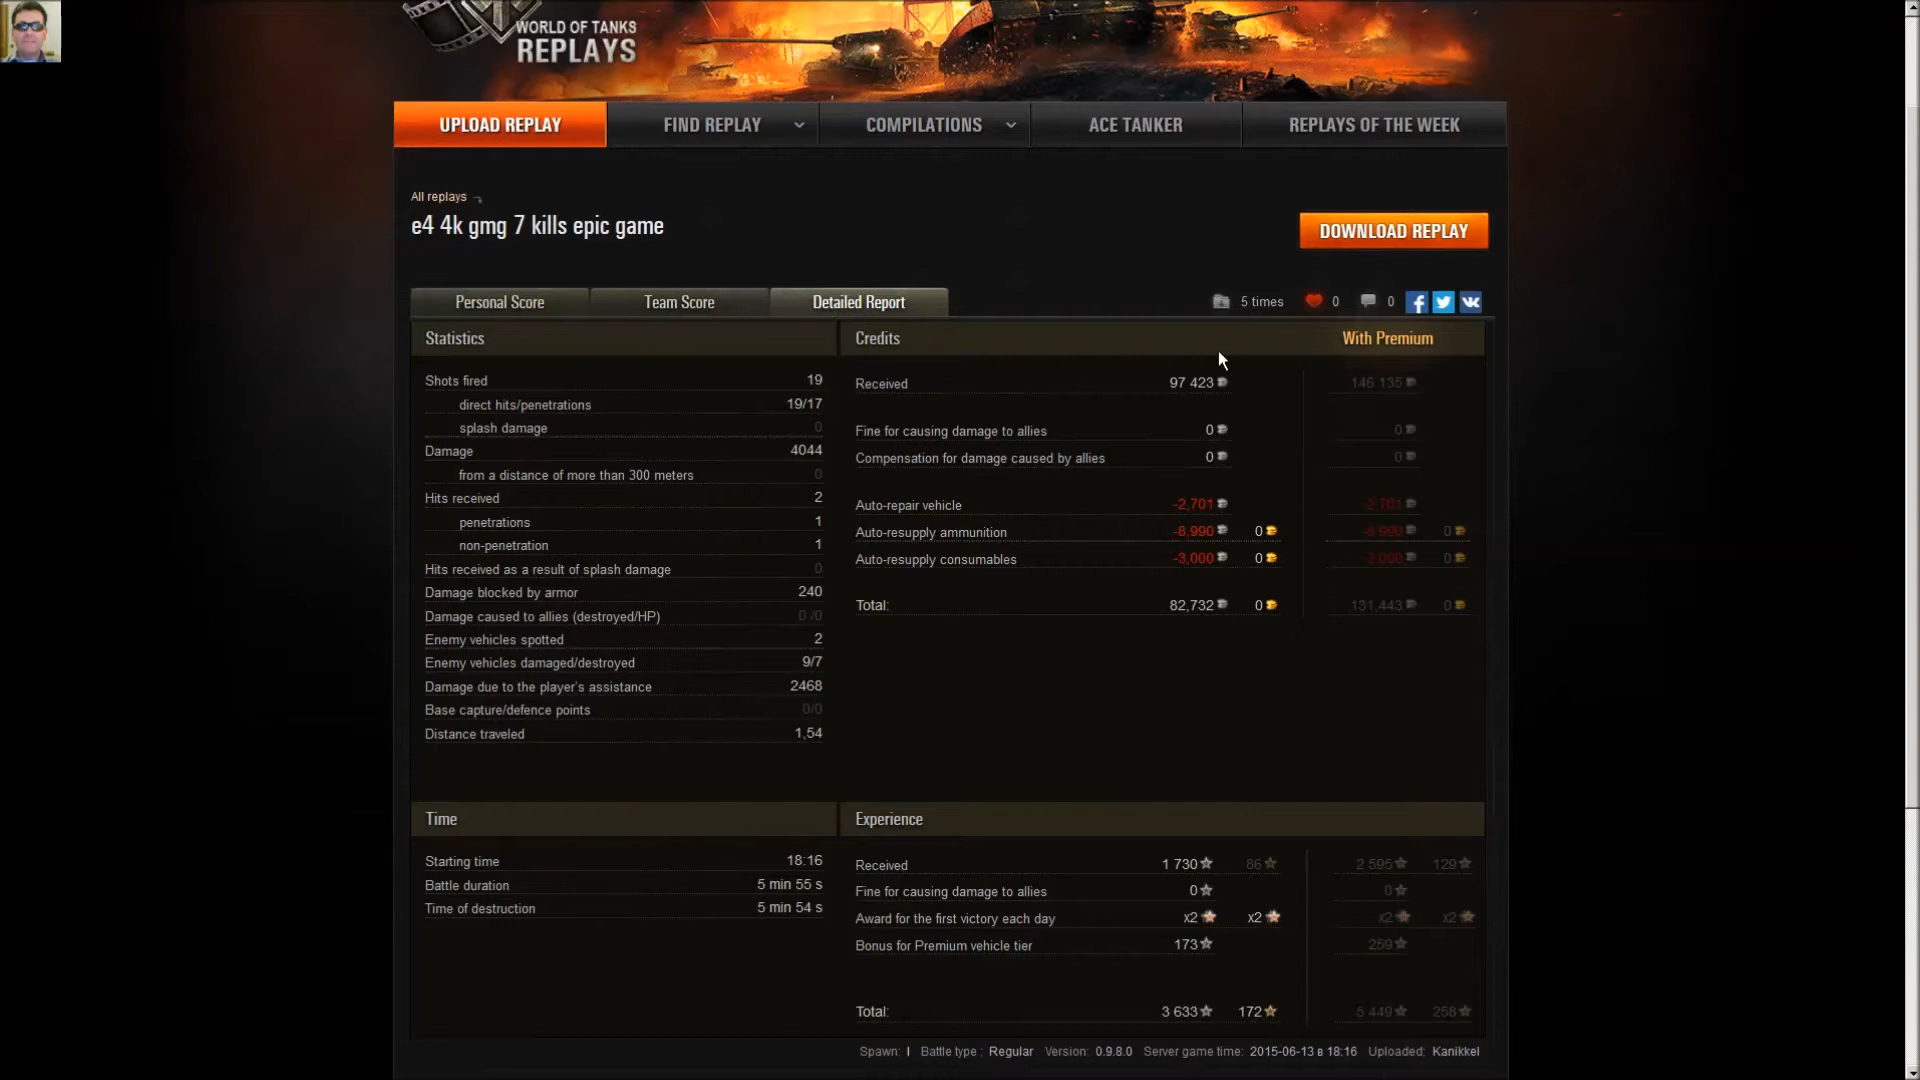 WORLD OF TANKS
REPLAYS
UPLOAD REPLAY FIND REPLAY COMPILATIONS ACE TANKER REPLAYS OF THE WEEK
All replays
e4 4k gmg 7 kills epic game
DOWNLOAD REPLAY
Personal Score Team Score Detailed Report 5 times 0 0
Statistics Credits With Premium
Shots fired 19 Received 97 423 146 135
direct hits/penetrations 19/17
splash damage 0 Fine for causing damage to allies 0 0
Damage 4044 Compensation for damage caused by allies 0 0
from a distance of more than 300 meters 0
Hits received 2 Auto-repair vehicle -2,701 -2,701
penetrations 1 Auto-resupply ammunition -8,990 0 -8,990 0
non-penetration 1 Auto-resupply consumables -3,000 0 -3,000 0
Hits received as a result of splash damage 0
Damage blocked by armor 240 Total: 82,732 0 131,443 0
Damage caused to allies (destroyed/HP) 0 /0
Enemy vehicles spotted 2
Enemy vehicles damaged/destroyed 9/7
Damage due to the player's assistance 2468
Base capture/defence points 0/0
Distance traveled 1,54
Time Experience
Starting time 18:16 Received 1 730 86 2 595 129
Battle duration 5 min 55 s Fine for causing damage to allies 0 0
Time of destruction 5 min 54 s Award for the first victory each day x2 x2 x2 x2
Bonus for Premium vehicle tier 173 259
Total: 3 633 172 5 449 258
Spawn: I Battle type : Regular Version: 0.9.8.0 Server game time: 2015-06-13 в 18:16 Uploaded: Kanikkel